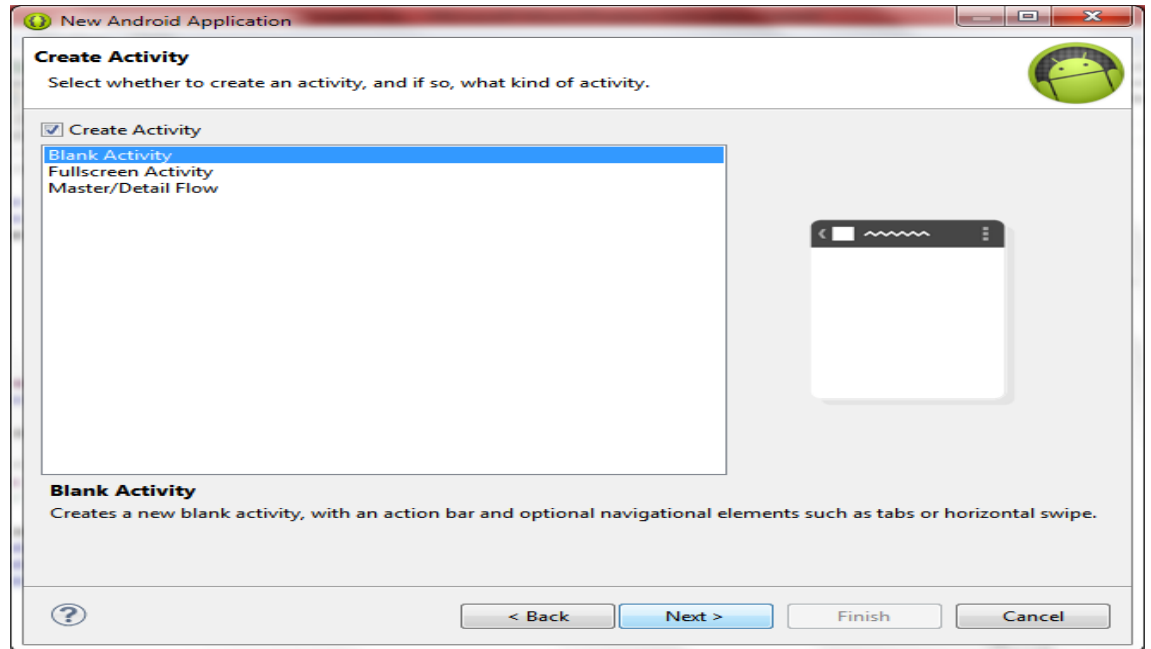 New Android Application
Create Activity
Select whether to create an activity, and if so, what kind of activity.
Create Activity
Blank Activity
Fullscreen Activity
Master/Detail Flow
Blank Activity
Creates a new blank activity, with an action bar and optional navigational elements such as tabs or horizontal swipe.
? < Back Next > Finish Cancel